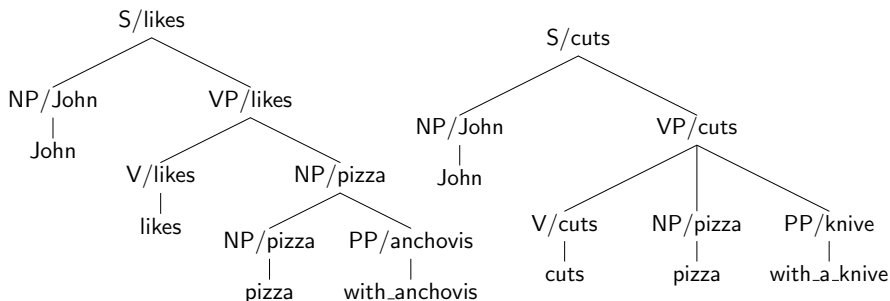 S/likes
NP/John VP/likes
John
V/likes NP/pizza
likes
NP/pizza PP/anchovis
pizza with_anchovis
S/cuts
NP/John VP/cuts
John
V/cuts NP/pizza PP/knive
cuts pizza with_a_knive